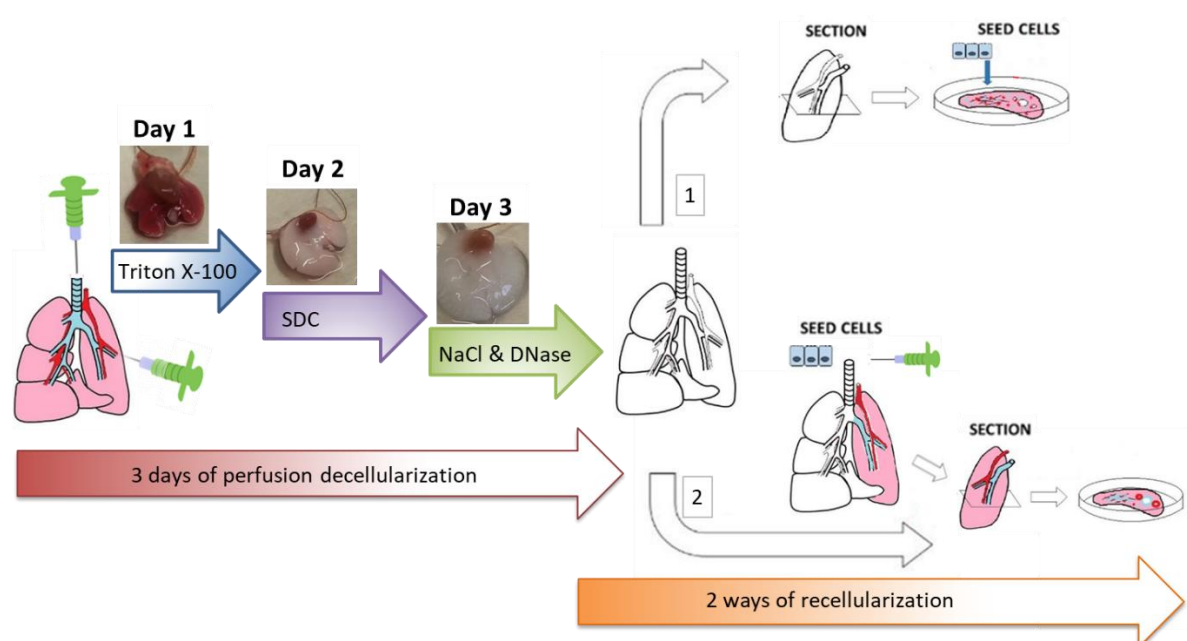 Day 1
Triton X-100
Day 2
SDC
Day 3
NaCl & DNase
3 days of perfusion decellularization
1
SECTION
SEED CELLS
2
SEED CELLS
SECTION
2 ways of recellularization